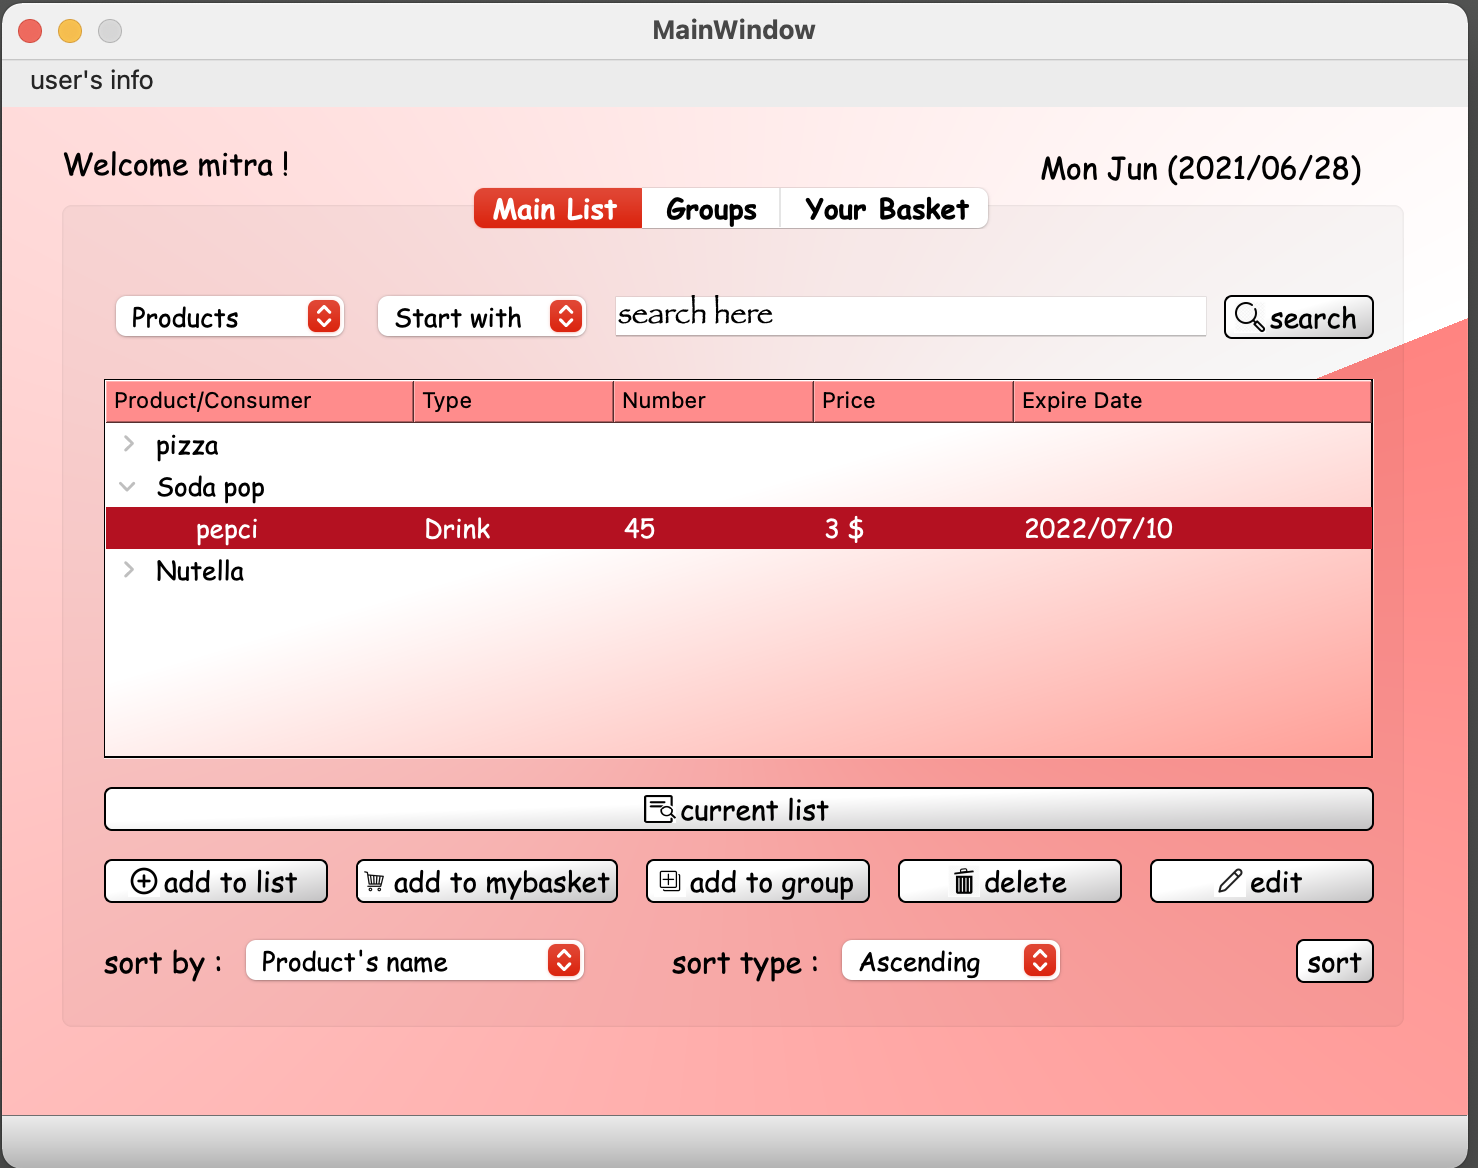 MainWindow
user's info
Welcome mitra !
Mon Jun (2021/06/28)
Main List Groups Your Basket
Products Start with search here search
Product/Consumer Type Number Price Expire Date
pizza
Soda pop
pepci Drink 45 3 $ 2022/07/10
Nutella
current list
add to list add to mybasket add to group delete edit
sort by : Product's name sort type : Ascending sort